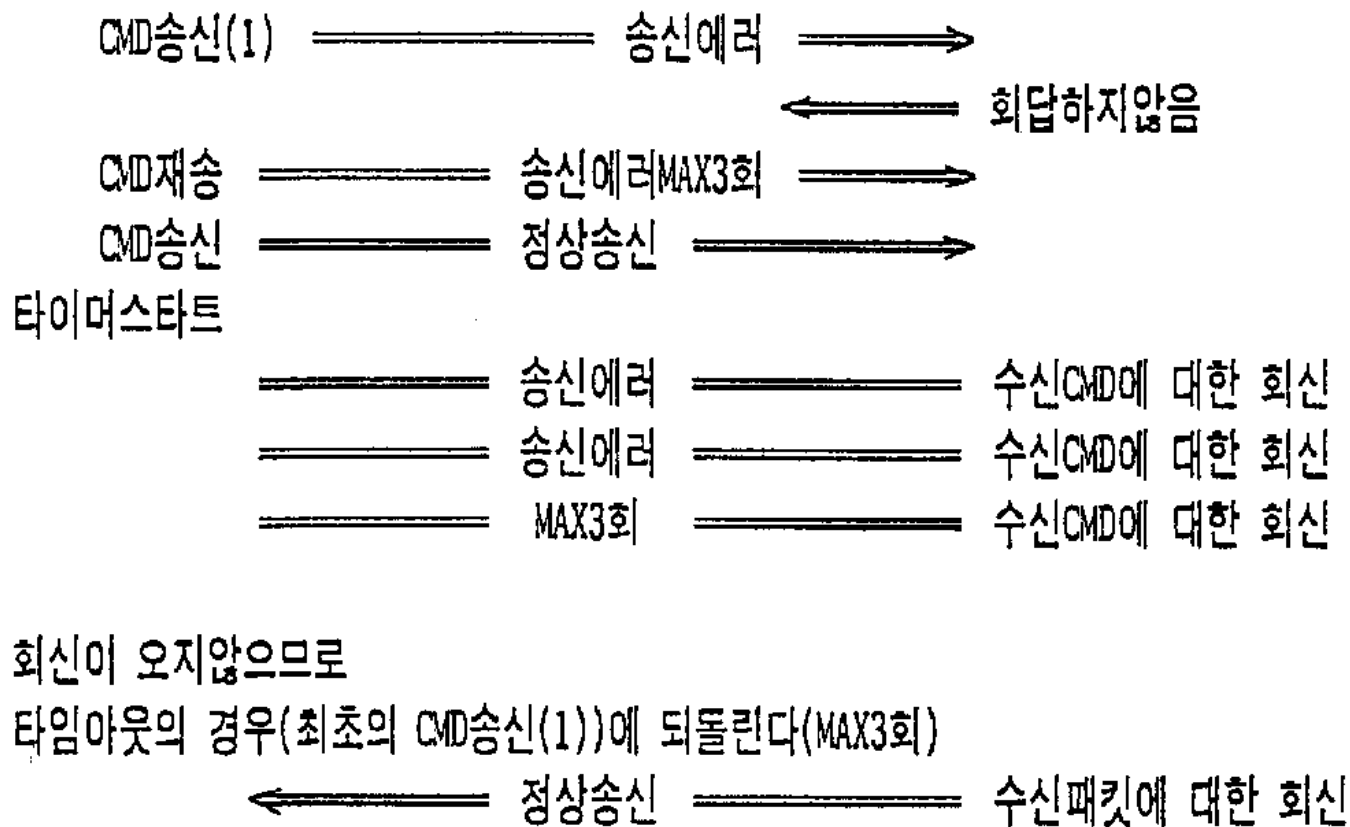 CMD송신(1) 송신에러
회답하지않음
CMD재송 송신에러MAX3회
CMD송신 정상송신
타이머스타트
송신에러 수신CMD에 대한 회신
송신에러 수신CMD에 대한 회신
MAX3회 수신CMD에 대한 회신
회신이 오지않으므로
타임아웃의 경우(최초의 CMD송신(1))에 되돌린다(MAX3회)
정상송신 수신패킷에 대한 회신